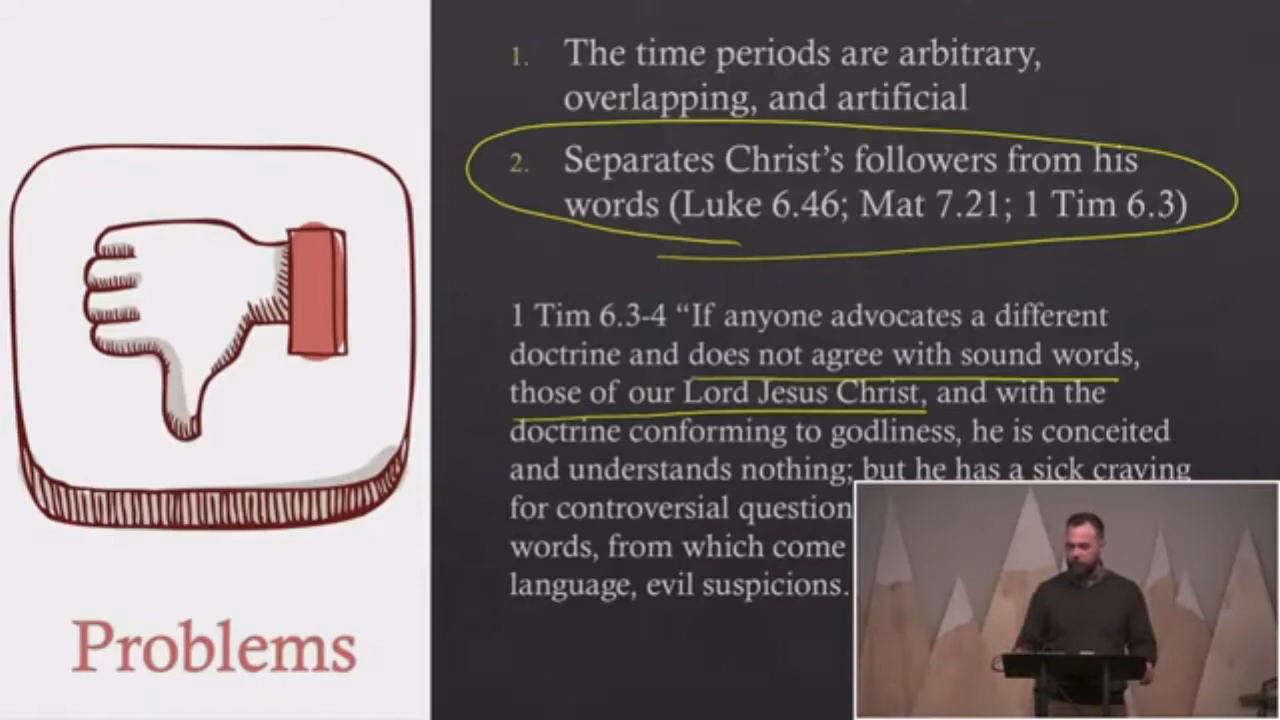 1. The time periods are arbitrary,
overlapping, and artificial
2. Separates Christ's followers from his
words (Luke 6.46; Mat 7.21; 1 Tim 6.3)
1 Tim 6.3-4 “If anyone advocates a different
doctrine and does not agree with sound words,
those of our Lord Jesus Christ, and with the
doctrine conforming to godliness, he is conceited
and understands nothing; but he has a sick craving
for controversial question
words, from which come
language, evil suspicions.
Problems